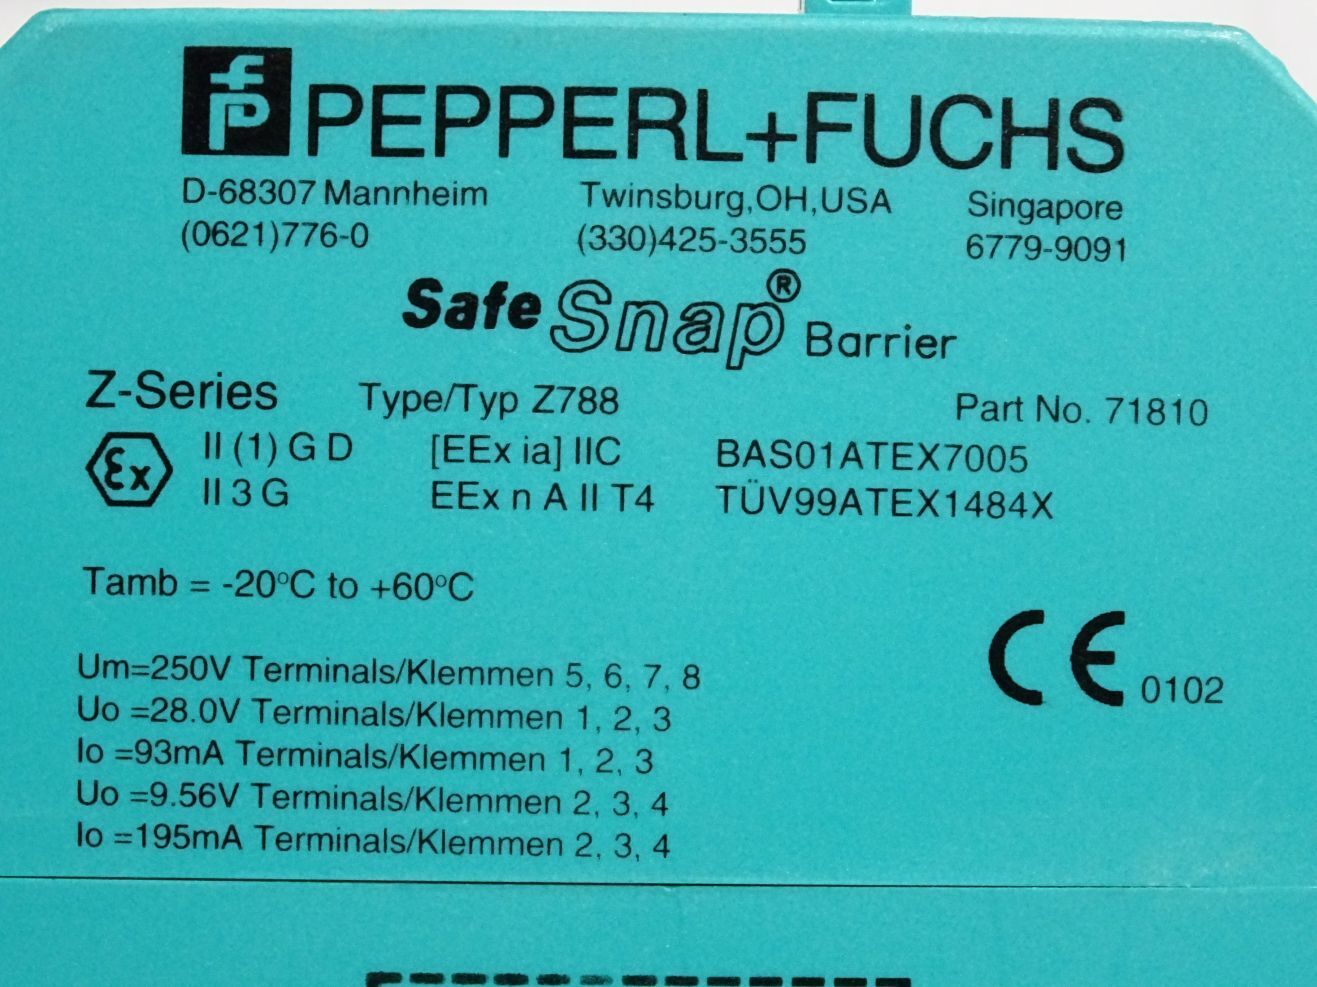 PEPPERL+FUCHS
D-68307 Mannheim Twinsburg,OH,USA Singapore
(0621)776-0 (330)425-3555 6779-9091
Safe Snap® Barrier
Z-Series Type/Typ Z788 Part No. 71810
Ex II (1) G D [EEx ia] IIC BAS01ATEX7005
II 3 G EEx n A II T4 TÜV99ATEX1484X
Tamb = -20°C to +60°C
Um=250V Terminals/Klemmen 5, 6, 7, 8
Uo =28.0V Terminals/Klemmen 1, 2, 3
CE 0102
Io =93mA Terminals/Klemmen 1, 2, 3
Uo =9.56V Terminals/Klemmen 2, 3, 4
Io =195mA Terminals/Klemmen 2, 3, 4